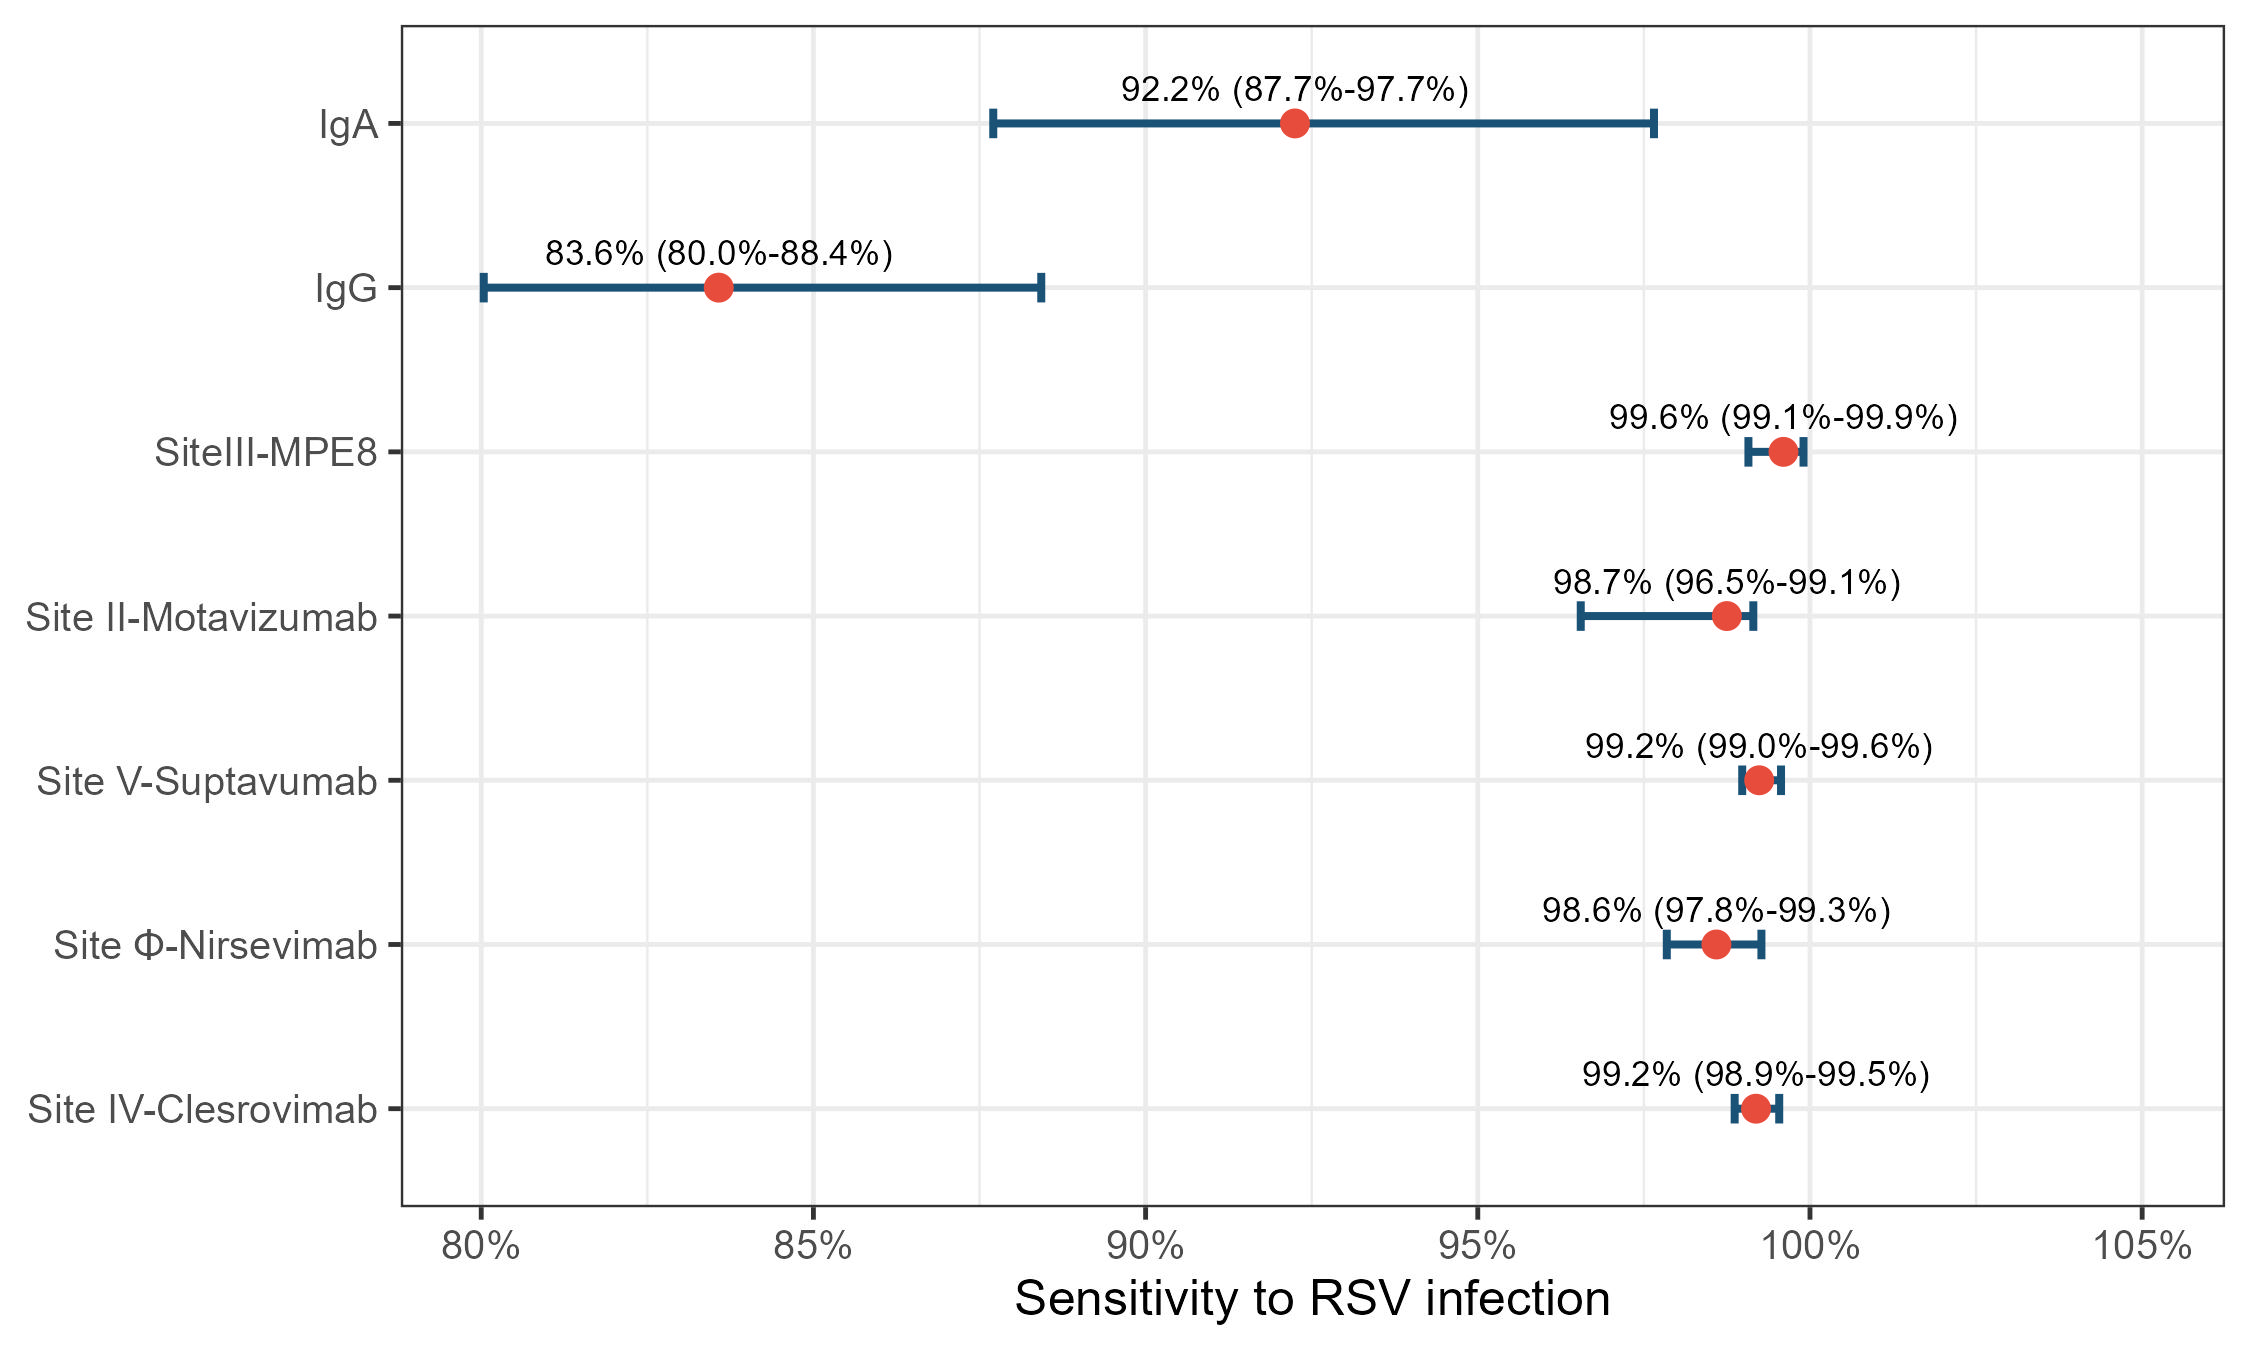 IgA
92.2% (87.7%-97.7%)
IgG
83.6% (80.0%-88.4%)
SiteIII-MPE8
99.6% (99.1%-99.9%)
Site II-Motavizumab
98.7% (96.5%-99.1%)
Site V-Suptavumab
99.2% (99.0%-99.6%)
Site Φ-Nirsevimab
98.6% (97.8%-99.3%)
Site IV-Clesrovimab
99.2% (98.9%-99.5%)
80% 85% 90% 95% 100% 105%
Sensitivity to RSV infection